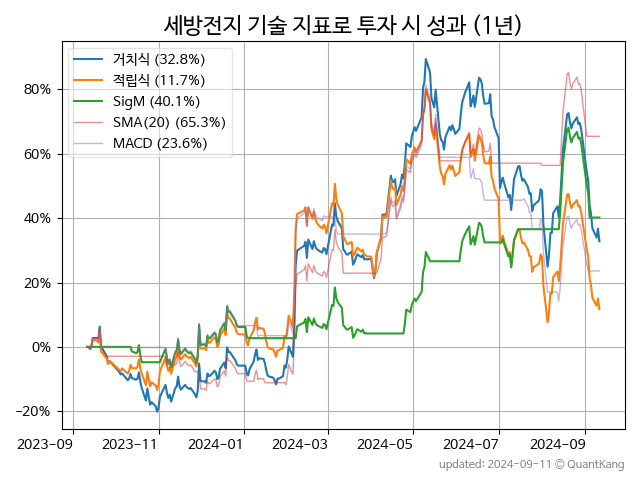 세방전지 기술 지표로 투자 시 성과 (1년)
거치식 (32.8%)
적립식 (11.7%)
SigM (40.1%)
SMA(20) (65.3%)
MACD (23.6%)
80%
60%
40%
20%
0%
−20%
2023-09 2023-11 2024-01 2024-03 2024-05 2024-07 2024-09
updated: 2024-09-11 ⓒ QuantKang